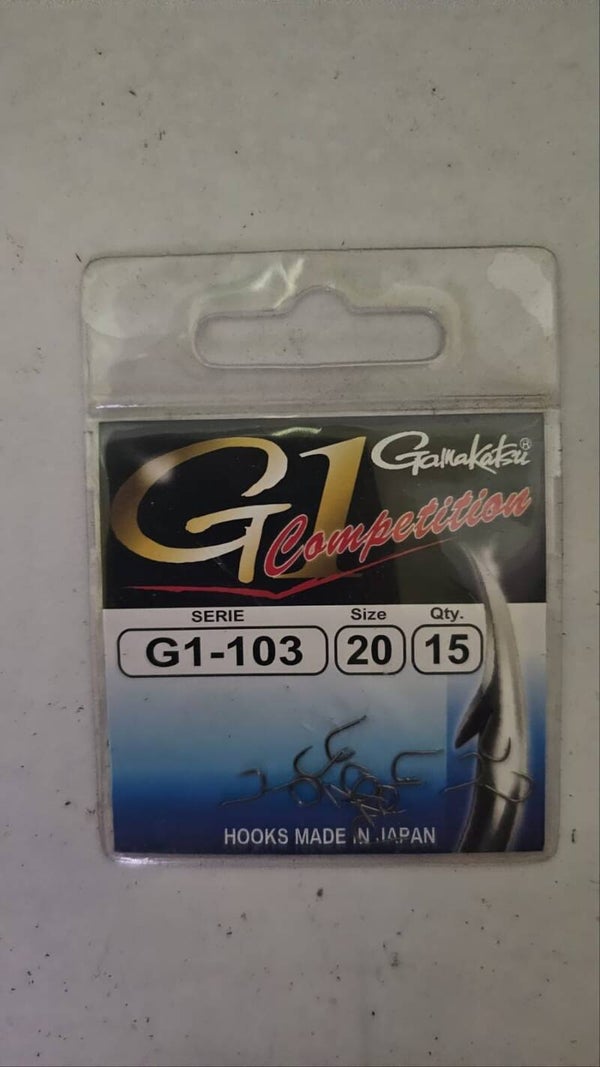 Gamakatsu®
G1
Competition
SERIE Size Qty.
G1-103 20 15
HOOKS MADE IN JAPAN